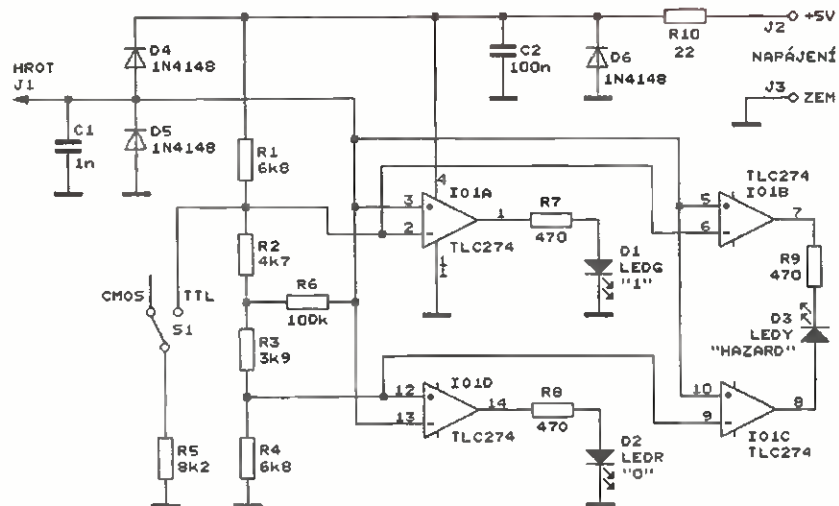 D4
1N4148
HROT
J1
C1
1n
D5
1N4148
R1
6k8
C2
100n
D6
1N4148
R10
22
J2
+5V
NAPÁJENÍ
J3
ZEM
4
IO1A
3
2
1
TLC274
11
R7
470
D1
LEDG
"1"
TLC274
IO1B
5
6
7
R9
470
D3
LEDY
"HAZARD"
R2
4k7
CMOS
TTL
S1
R6
100k
R3
3k9
R4
6k8
R5
8k2
12
13
IO1D
14
TLC274
R8
470
D2
LEDR
"0"
10
9
8
IO1C
TLC274